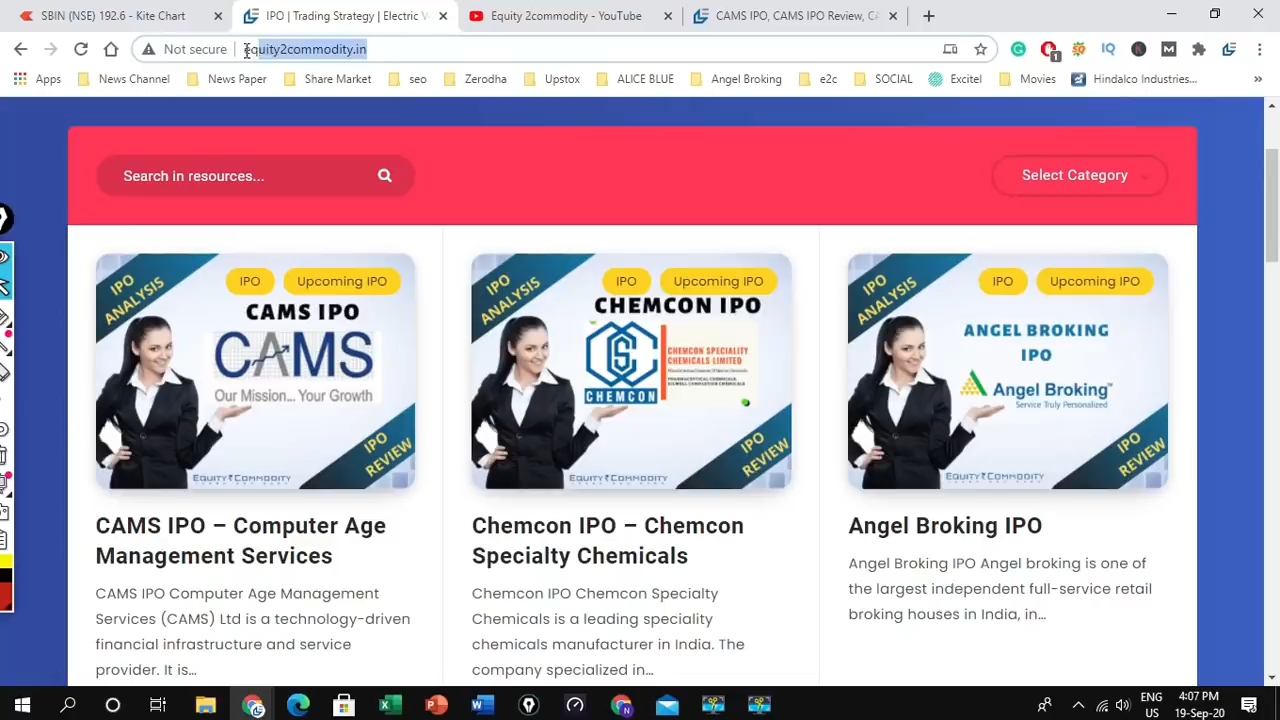 SBIN (NSE) 192.6 - Kite Chart
IPO | Trading Strategy | Electric V
Equity 2commodity - YouTube
CAMS IPO, CAMS IPO Review, CA
Not secure
equity2commodity.in
Apps
News Channel
News Paper
Share Market
seo
Zerodha
Upstox
ALICE BLUE
Angel Broking
e2c
SOCIAL
Excitel
Movies
Hindalco Industries...
Search in resources...
Select Category
IPO ANALYSIS
IPO
Upcoming IPO
CAMS IPO
CAMS
Our Mission... Your Growth
IPO REVIEW
EQUITY2COMMODITY
IPO ANALYSIS
IPO
Upcoming IPO
CHEMCON IPO
CHEMCON SPECIALITY
CHEMICALS LIMITED
CHEMCON
IPO REVIEW
EQUITY2COMMODITY
IPO ANALYSIS
IPO
Upcoming IPO
ANGEL BROKING
IPO
Angel Broking™
Service Truly Personalized
IPO REVIEW
EQUITY2COMMODITY
CAMS IPO – Computer Age
Management Services
CAMS IPO Computer Age Management
Services (CAMS) Ltd is a technology-driven
financial infrastructure and service
provider. It is...
Chemcon IPO – Chemcon
Specialty Chemicals
Chemcon IPO Chemcon Specialty
Chemicals is a leading speciality
chemicals manufacturer in India. The
company specialized in...
Angel Broking IPO
Angel Broking IPO Angel broking is one of
the largest independent full-service retail
broking houses in India, in...
ENG
US
4:07 PM
19-Sep-20